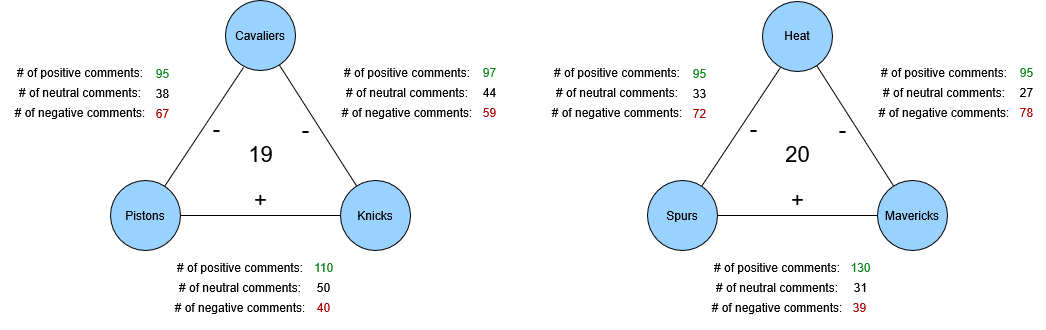 Cavaliers
# of positive comments: 95
# of neutral comments: 38
# of negative comments: 67
# of positive comments: 97
# of neutral comments: 44
# of negative comments: 59
-
-
19
+
Pistons
Knicks
# of positive comments: 110
# of neutral comments: 50
# of negative comments: 40
Heat
# of positive comments: 95
# of neutral comments: 33
# of negative comments: 72
# of positive comments: 95
# of neutral comments: 27
# of negative comments: 78
-
-
20
+
Spurs
Mavericks
# of positive comments: 130
# of neutral comments: 31
# of negative comments: 39